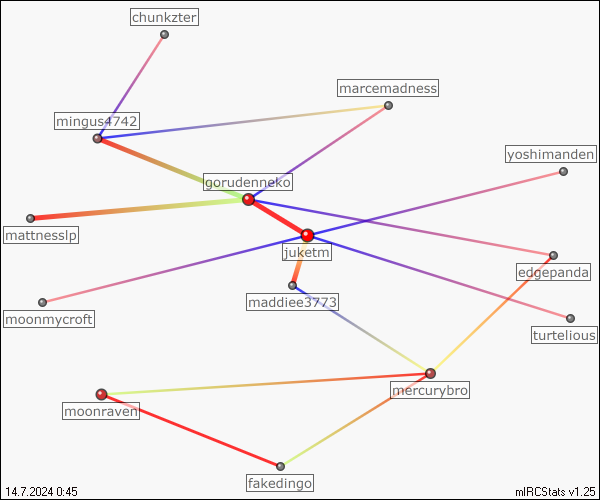 chunkzter
marcemadness
mingus4742
yoshimanden
gorudenneko
mattnesslp
juketm
edgepanda
maddiee3773
moonmycroft
turtelious
mercurybro
moonraven
fakedingo
14.7.2024 0:45
mIRCStats v1.25